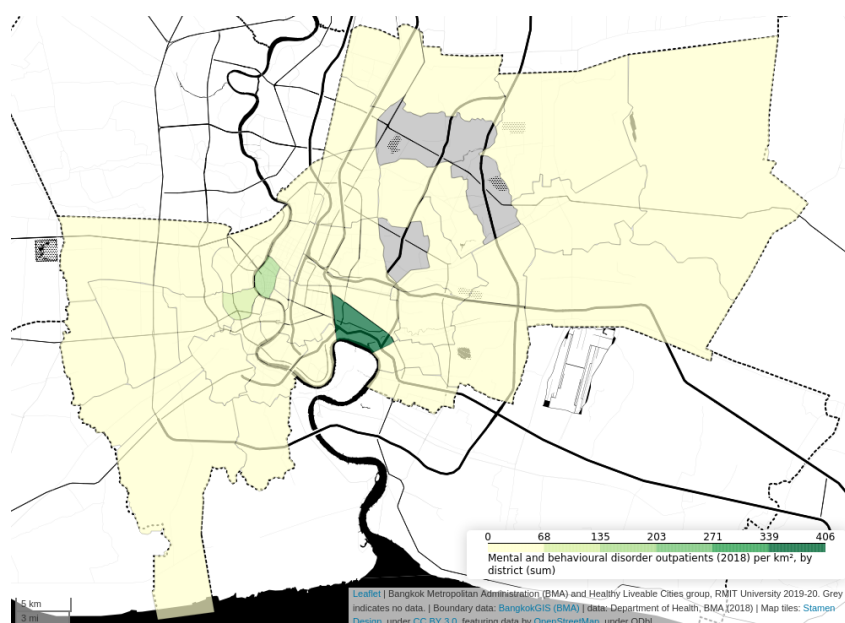 0 68 135 203 271 339 406
Mental and behavioural disorder outpatients (2018) per km², by
district (sum)
5 km
3 mi
Leaflet | Bangkok Metropolitan Administration (BMA) and Healthy Liveable Cities group, RMIT University 2019-20. Grey
indicates no data. | Boundary data: BangkokGIS (BMA) | data: Department of Health, BMA (2018) | Map tiles: Stamen
Design, under CC BY 3.0, featuring data by OpenStreetMap, under ODbL